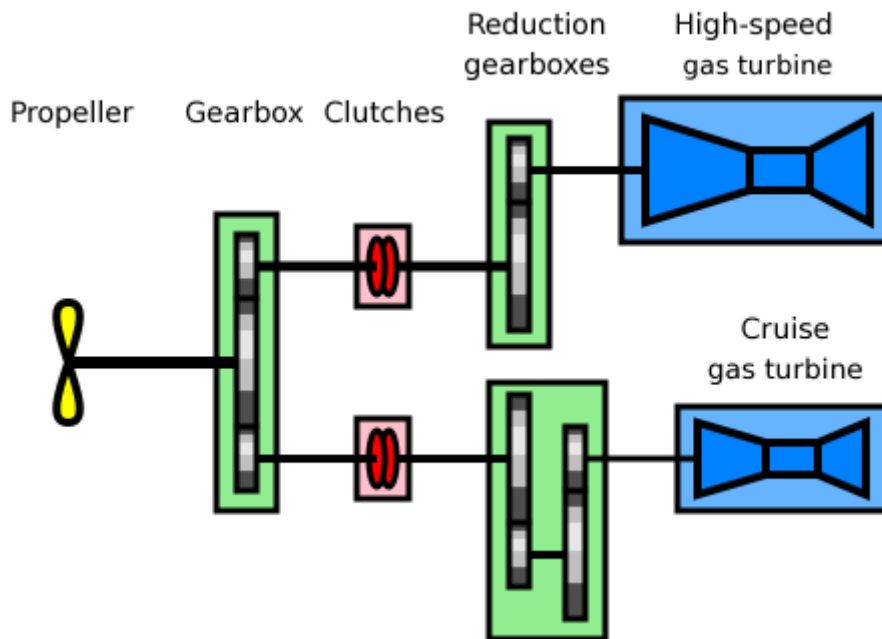 Reduction
gearboxes
High-speed
gas turbine
Propeller
Gearbox
Clutches
Cruise
gas turbine